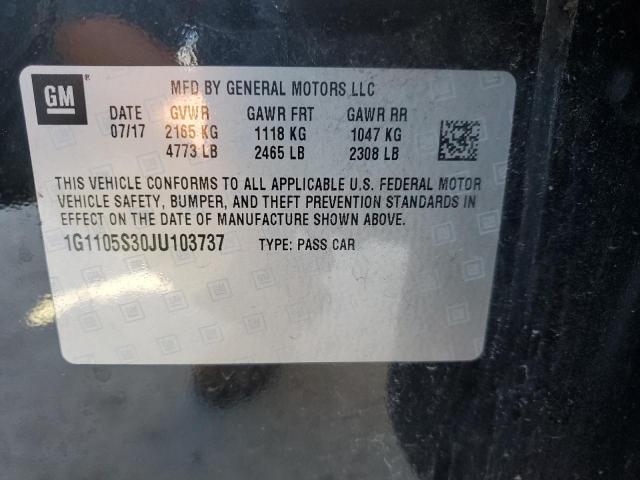 GM
MFD BY GENERAL MOTORS LLC
DATE GVWR GAWR FRT GAWR RR
07/17 2165 KG 1118 KG 1047 KG
4773 LB 2465 LB 2308 LB
THIS VEHICLE CONFORMS TO ALL APPLICABLE U.S. FEDERAL MOTOR
VEHICLE SAFETY, BUMPER, AND THEFT PREVENTION STANDARDS IN
EFFECT ON THE DATE OF MANUFACTURE SHOWN ABOVE.
1G1105S30JU103737 TYPE: PASS CAR